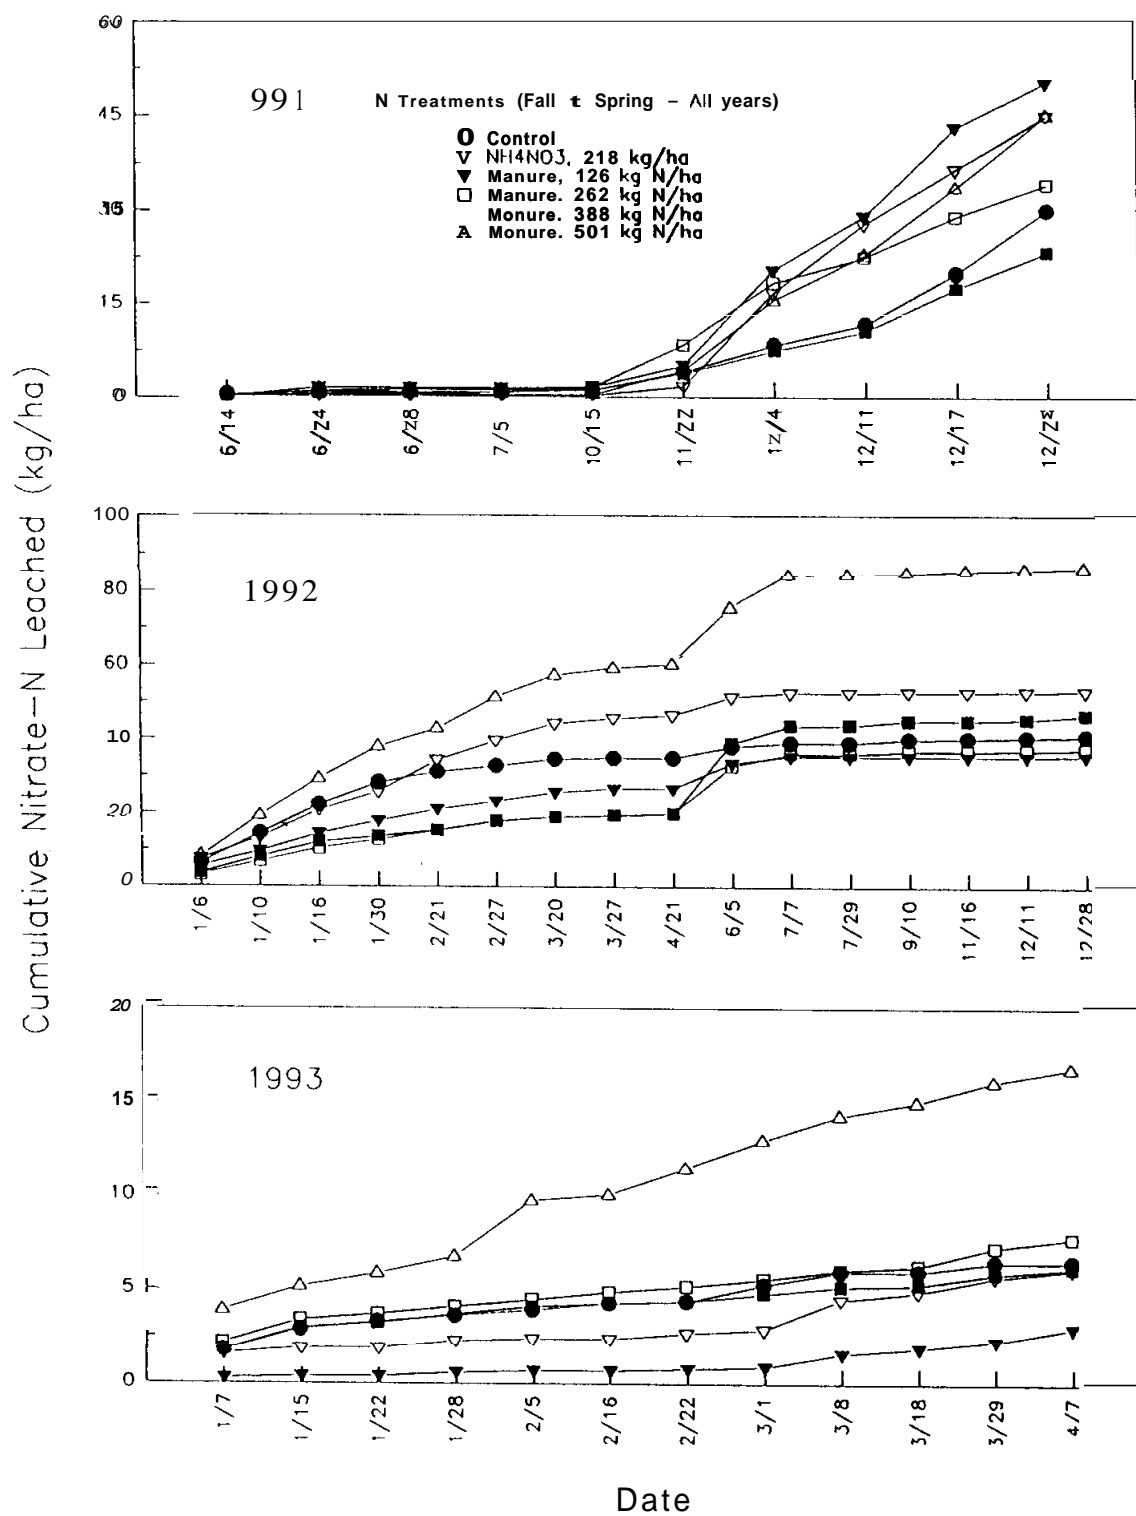 60
991
N Treatments (Fall t Spring – All years)
45
O Control
∇ NH4NO3, 218 kg/ha
▼ Manure, 126 kg N/ha
□ Manure. 262 kg N/ha
Monure. 388 kg N/ha
A Monure. 501 kg N/ha
15
0
6/14 6/Z4 6/Z8 7/5 10/15 11/ZZ 1Z/4 12/11 12/17
Cumulative Nitrate–N Leached (kg/ha)
100
1992
80
60
10
20
0
1/6 1/10 1/16 1/30 2/21 2/27 3/20 3/27 4/21 6/5 7/7 7/29 9/10 11/16 12/11 12/28
20
1993
15
10
5
0
1/7 1/15 1/22 1/28 2/5 2/16 2/22 3/1 3/8 3/18 3/29 4/7
Date